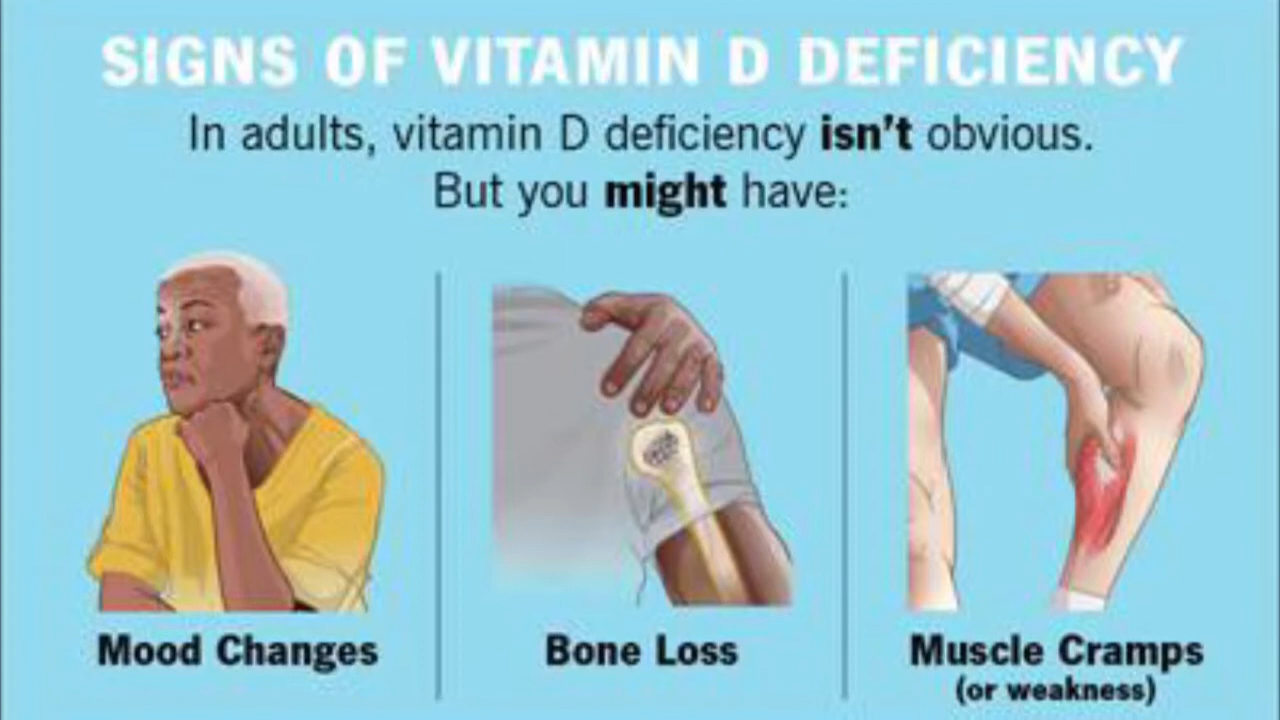 SIGNS OF VITAMIN D DEFICIENCY
In adults, vitamin D deficiency isn't obvious.
But you might have:
Mood Changes
Bone Loss
Muscle Cramps
(or weakness)